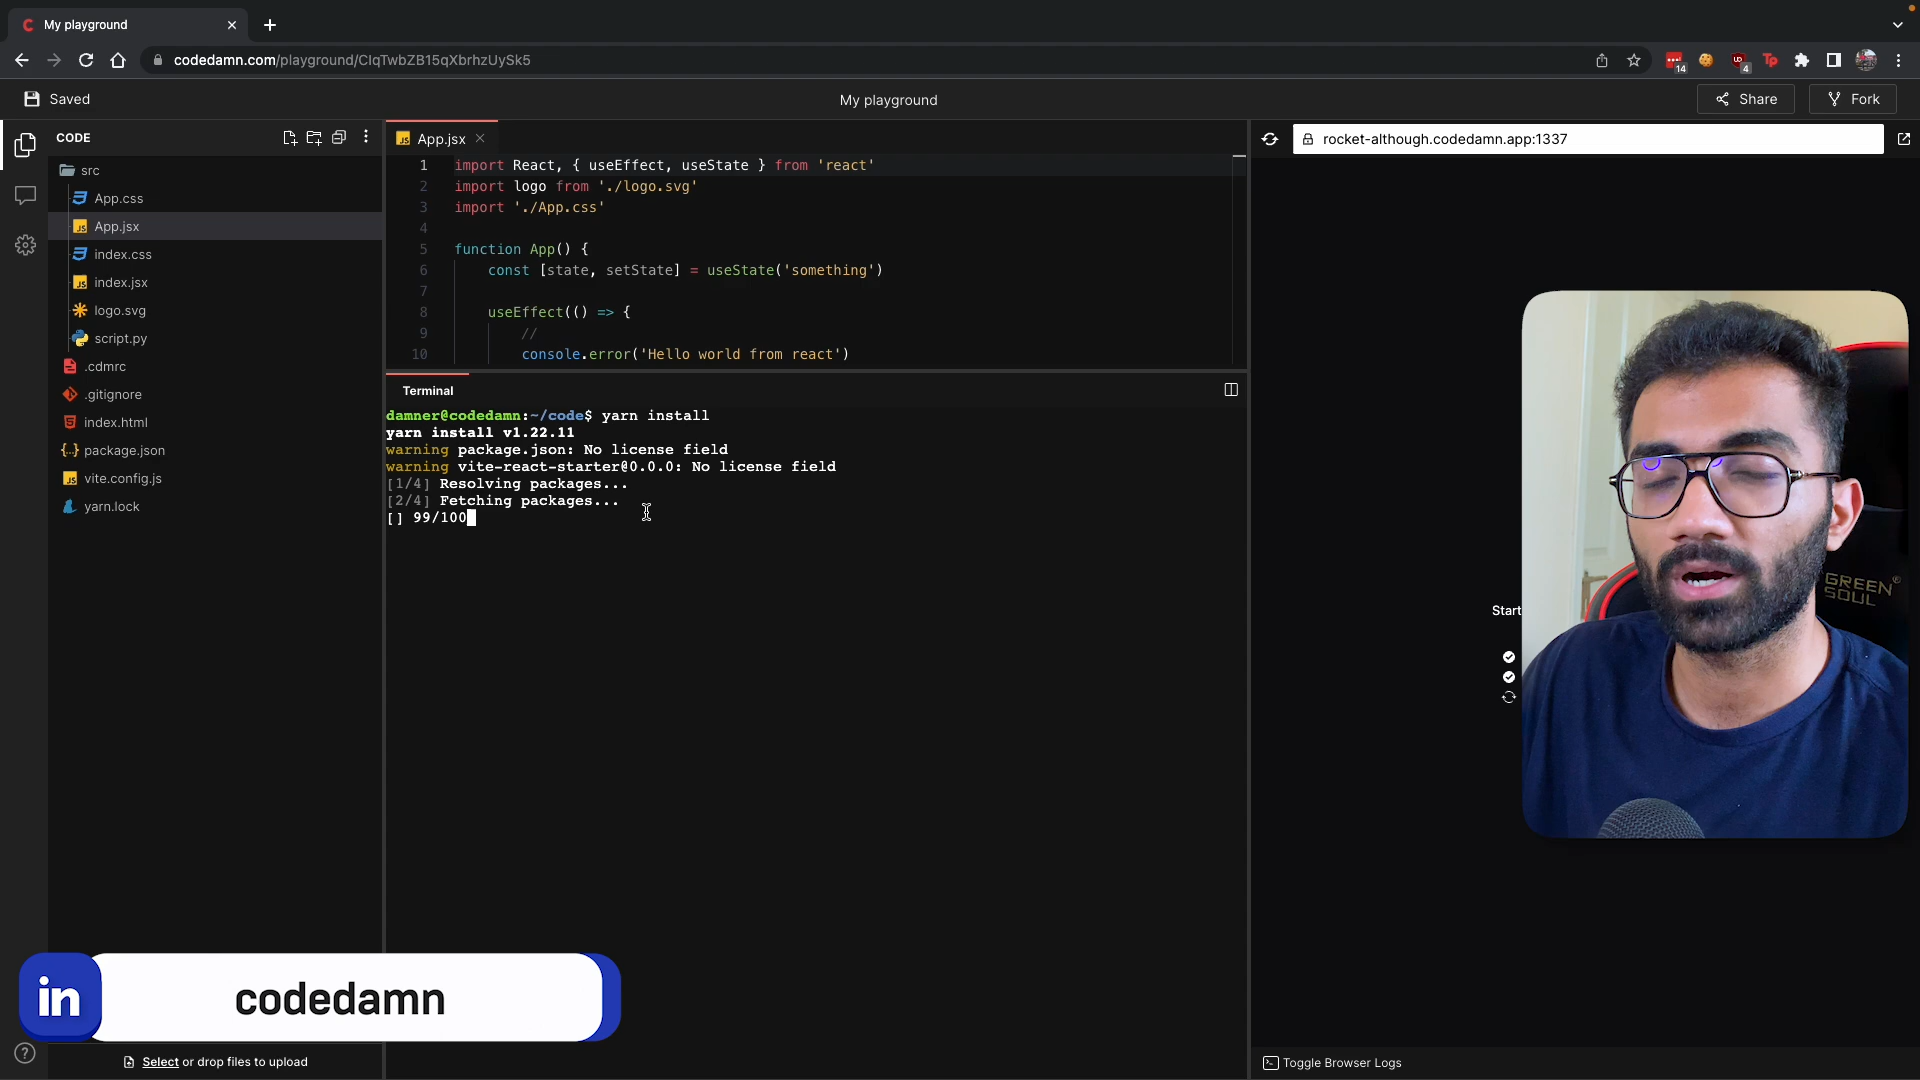 My playground
codedamn.com/playground/CIqTwbZB15qXbrhzUySk5
14
4
Saved
My playground
Share
Fork
CODE
src
App.css
App.jsx
index.css
index.jsx
logo.svg
script.py
.cdmrc
.gitignore
index.html
package.json
vite.config.js
yarn.lock
Select or drop files to upload
App.jsx
1 import React, { useEffect, useState } from 'react'
2 import logo from './logo.svg'
3 import './App.css'
4
5 function App() {
6 const [state, setState] = useState('something')
7
8 useEffect(() => {
9 //
10 console.error('Hello world from react')
Terminal
damner@codedamn:~/code$ yarn install
yarn install v1.22.11
warning package.json: No license field
warning vite-react-starter@0.0.0: No license field
[1/4] Resolving packages...
[2/4] Fetching packages...
[] 99/100
rocket-although.codedamn.app:1337
Start
GREEN
SOUL
Toggle Browser Logs
in
codedamn